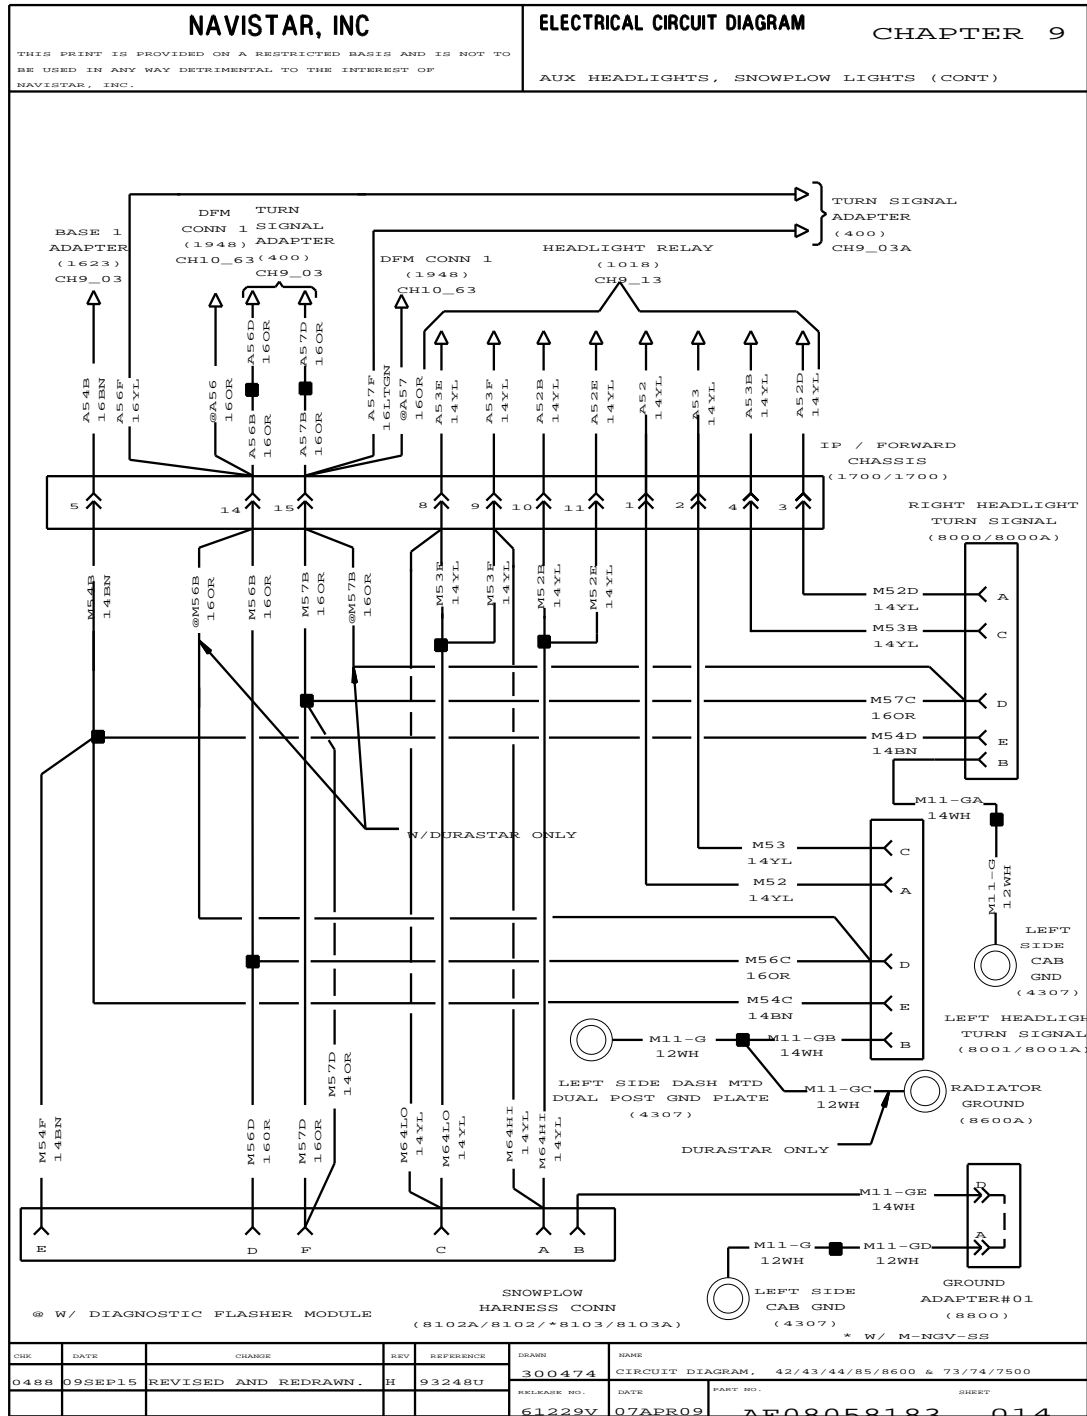 NAVISTAR, INC
THIS PRINT IS PROVIDED ON A RESTRICTED BASIS AND IS NOT TO
BE USED IN ANY WAY DETRIMENTAL TO THE INTEREST OF
NAVISTAR, INC.
ELECTRICAL CIRCUIT DIAGRAM
CHAPTER 9
AUX HEADLIGHTS, SNOWPLOW LIGHTS (CONT)
BASE 1
ADAPTER
(1623)
CH9_03
DFM
CONN 1
(1948)
CH10_63
TURN
SIGNAL
ADAPTER
(400)
CH9_03
DFM CONN 1
(1948)
CH10_63
HEADLIGHT RELAY
(1018)
CH9_13
TURN SIGNAL
ADAPTER
(400)
CH9_03A
A54B
16BN
A56F
16YL
@A56
16OR
A56D
16OR
A56B
16OR
A57D
16OR
A57B
16OR
A57F
16LTGN
@A57
16OR
A53E
14YL
A53F
14YL
A52B
14YL
A52E
14YL
A52
14YL
A53
14YL
A53B
14YL
A52D
14YL
IP / FORWARD
CHASSIS
(1700/1700)
5
14
15
8
9
10
11
1
2
4
3
RIGHT HEADLIGHT
TURN SIGNAL
(8000/8000A)
M54B
14BN
@M56B
16OR
M56B
16OR
M57B
16OR
@M57B
16OR
M53E
14YL
M53F
14YL
M52B
14YL
M52E
14YL
M52D
14YL
A
M53B
14YL
C
M57C
16OR
D
M54D
14BN
E
B
M11-GA
14WH
M11-G
12WH
W/DURASTAR ONLY
M53
14YL
C
M52
14YL
A
M56C
16OR
D
M54C
14BN
E
M11-G
12WH
M11-GB
14WH
B
LEFT
SIDE
CAB
GND
(4307)
LEFT HEADLIGH
TURN SIGNAL
(8001/8001A)
LEFT SIDE DASH MTD
DUAL POST GND PLATE
(4307)
M11-GC
12WH
RADIATOR
GROUND
(8600A)
DURASTAR ONLY
M54F
14BN
M56D
16OR
M57D
16OR
M57D
14OR
M64LO
14YL
M64LO
14YL
M64HI
14YL
M64HI
14YL
M11-GE
14WH
D
A
M11-G
12WH
M11-GD
12WH
E
D
F
C
A
B
LEFT SIDE
CAB GND
(4307)
GROUND
ADAPTER#01
(8800)
SNOWPLOW
HARNESS CONN
(8102A/8102/*8103/8103A)
@ W/ DIAGNOSTIC FLASHER MODULE
* W/ M-NGV-SS
CHK
DATE
CHANGE
REV
REFERENCE
0488
09SEP15
REVISED AND REDRAWN.
H
93248U
DRAWN
300474
NAME
CIRCUIT DIAGRAM, 42/43/44/85/8600 & 73/74/7500
RELEASE NO.
61229V
DATE
07APR09
PART NO.
AE08058183
SHEET
014